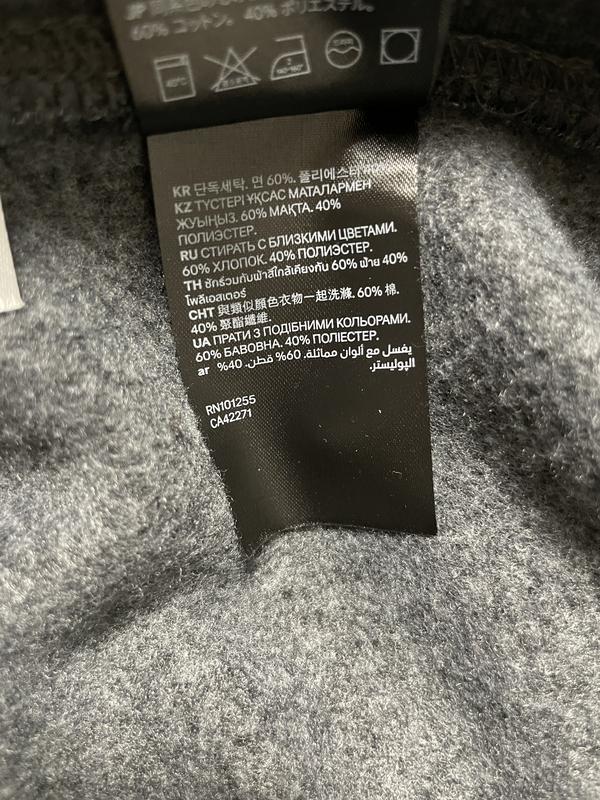 60% コットン. 40% ポリエステル.
40°C
KR 단독세탁. 면 60%. 폴리에스테
KZ ТҮСТЕРІ ҰҚСАС МАТАЛАРМЕН
ЖУЫҢЫЗ. 60% МАҚТА. 40%
ПОЛИЭСТЕР.
RU СТИРАТЬ С БЛИЗКИМИ ЦВЕТАМИ.
60% ХЛОПОК. 40% ПОЛИЭСТЕР.
TH ซักร่วมกับผ้าสีใกล้เคียงกัน 60% ฝ้าย 40%
โพลีเอสเตอร์
CHT 與類似顏色衣物一起洗滌. 60% 棉.
40% 聚酯纖維.
UA ПРАТИ З ПОДІБНИМИ КОЛЬОРАМИ.
60% БАВОВНА. 40% ПОЛІЕСТЕР.
ar يغسل مع ألوان مماثلة. 60% قطن. 40%
البوليستر.
RN101255
CA42271